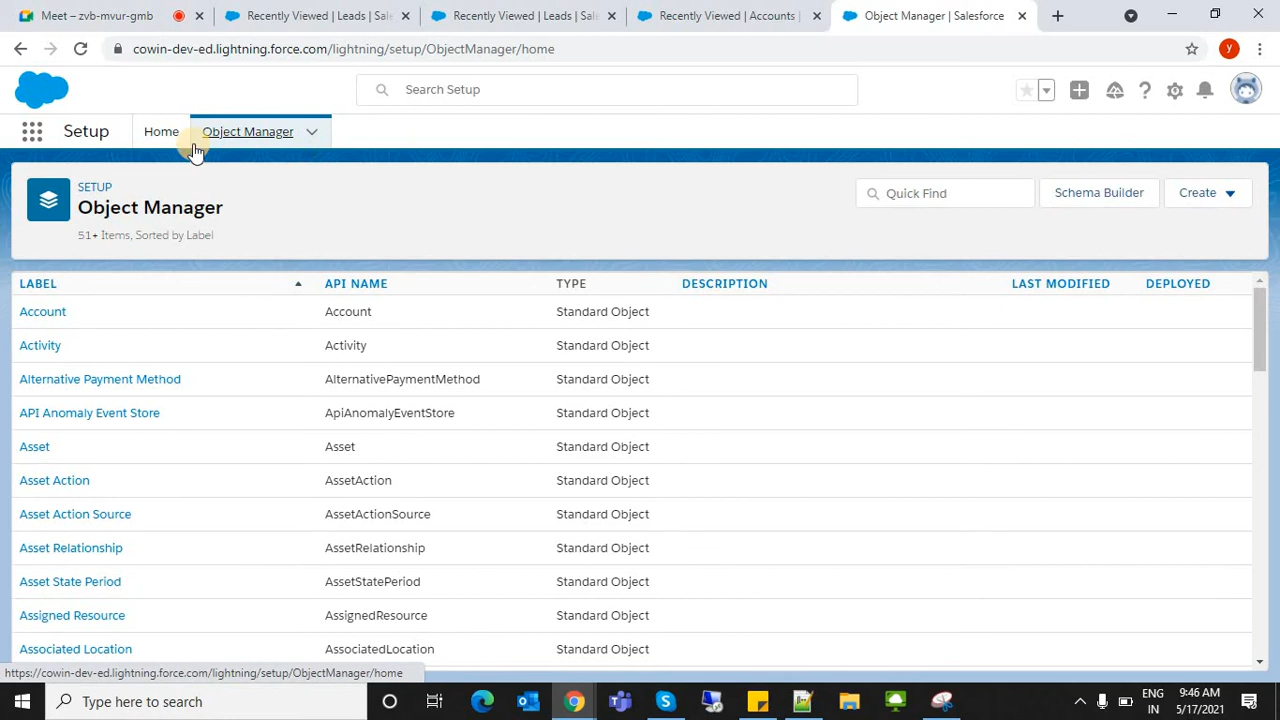 Meet – zvb-mvur-gmb
Recently Viewed | Leads | Sale
Recently Viewed | Leads | Sale
Recently Viewed | Accounts |
Object Manager | Salesforce
cowin-dev-ed.lightning.force.com/lightning/setup/ObjectManager/home
y
Search Setup
Setup
Home
Object Manager
SETUP
Object Manager
51+ Items, Sorted by Label
Quick Find
Schema Builder
Create
LABEL API NAME TYPE DESCRIPTION LAST MODIFIED DEPLOYED
Account Account Standard Object
Activity Activity Standard Object
Alternative Payment Method AlternativePaymentMethod Standard Object
API Anomaly Event Store ApiAnomalyEventStore Standard Object
Asset Asset Standard Object
Asset Action AssetAction Standard Object
Asset Action Source AssetActionSource Standard Object
Asset Relationship AssetRelationship Standard Object
Asset State Period AssetStatePeriod Standard Object
Assigned Resource AssignedResource Standard Object
Associated Location AssociatedLocation Standard Object
https://cowin-dev-ed.lightning.force.com/lightning/setup/ObjectManager/home
Type here to search
ENG
IN
9:46 AM
5/17/2021